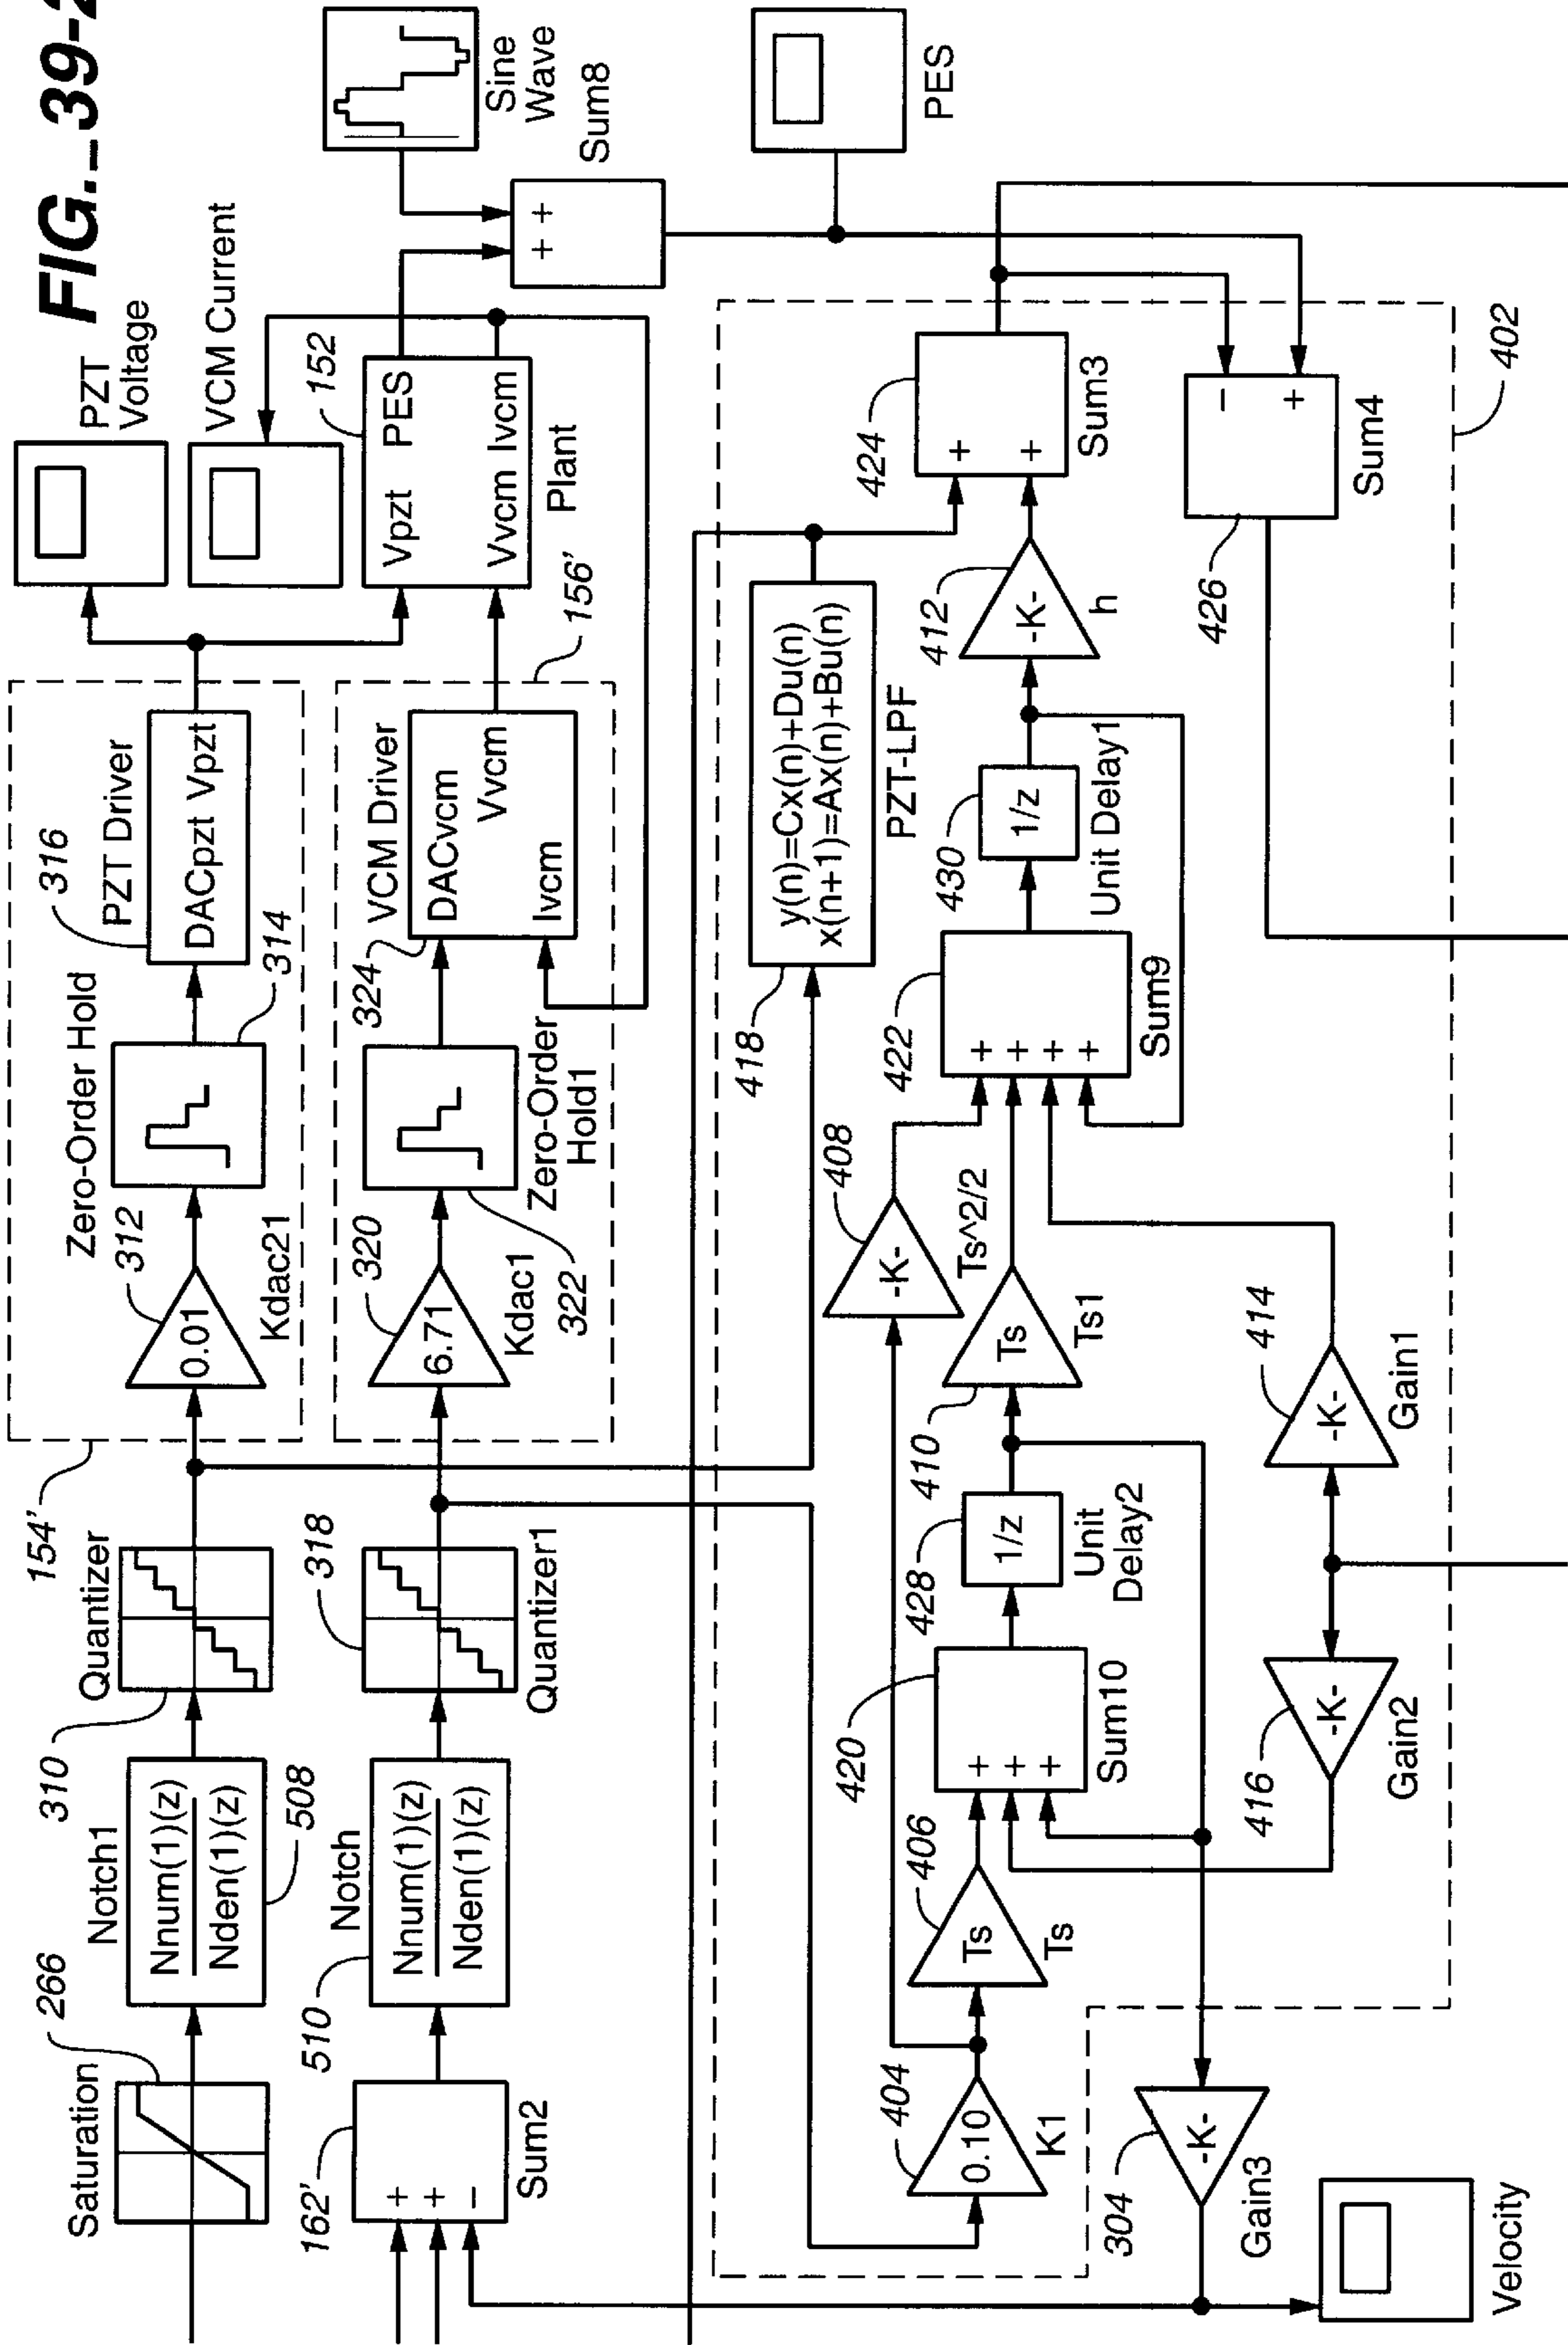 FIG._39-2
PZT
Voltage
VCM Current
152
Vpzt PES
Vvcm Ivcm
Plant
Sine
Wave
Sum8
+ +
PES
154'
316
PZT Driver
DACpzt Vpzt
Zero-Order Hold
314
312
0.01
Kdac21
156'
VCM Driver
324
DACvcm
Vvcm
Ivcm
Zero-Order
Hold1
322
320
6.71
Kdac1
Saturation
266
Notch1
Nnum(1)(z)
Nden(1)(z)
508
Quantizer
310
162'
+
+
−
Sum2
Notch
510
Nnum(1)(z)
Nden(1)(z)
318
Quantizer1
418
y(n)=Cx(n)+Du(n)
x(n+1)=Ax(n)+Bu(n)
PZT-LPF
424
+
+
Sum3
402
−
+
426
Sum4
412
-K-
h
430
1/z
Unit Delay1
422
+
+
+
+
Sum9
408
-K-
Ts^2/2
410
Ts
Ts1
428
1/z
Unit
Delay2
420
+
+
+
Sum10
406
Ts
Ts
404
0.10
K1
414
-K-
Gain1
416
-K-
Gain2
304
-K-
Gain3
Velocity